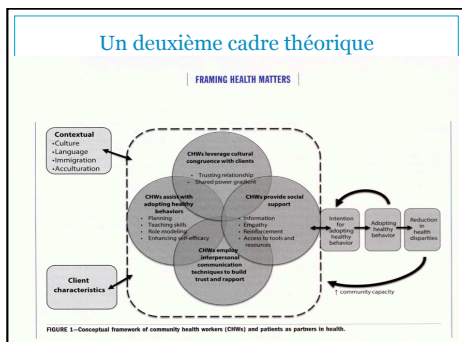 Un deuxième cadre théorique
FRAMING HEALTH MATTERS
Contextual
•Culture
•Language
•Immigration
•Acculturation
Client
characteristics
CHWs leverage cultural
congruence with clients
• Trusting relationship
• Shared power gradient
CHWs assist with
adopting healthy
behaviors
• Planning
• Teaching skills
• Role modeling
• Enhancing self-efficacy
CHWs provide social
support
• Information
• Empathy
• Reinforcement
• Access to tools and
resources
CHWs employ
interpersonal
communication
techniques to build
trust and rapport
Intention
for
adopting
healthy
behavior
Adopting
healthy
behavior
Reduction
in
health
disparities
↑ community capacity
FIGURE 1—Conceptual framework of community health workers (CHWs) and patients as partners in health.